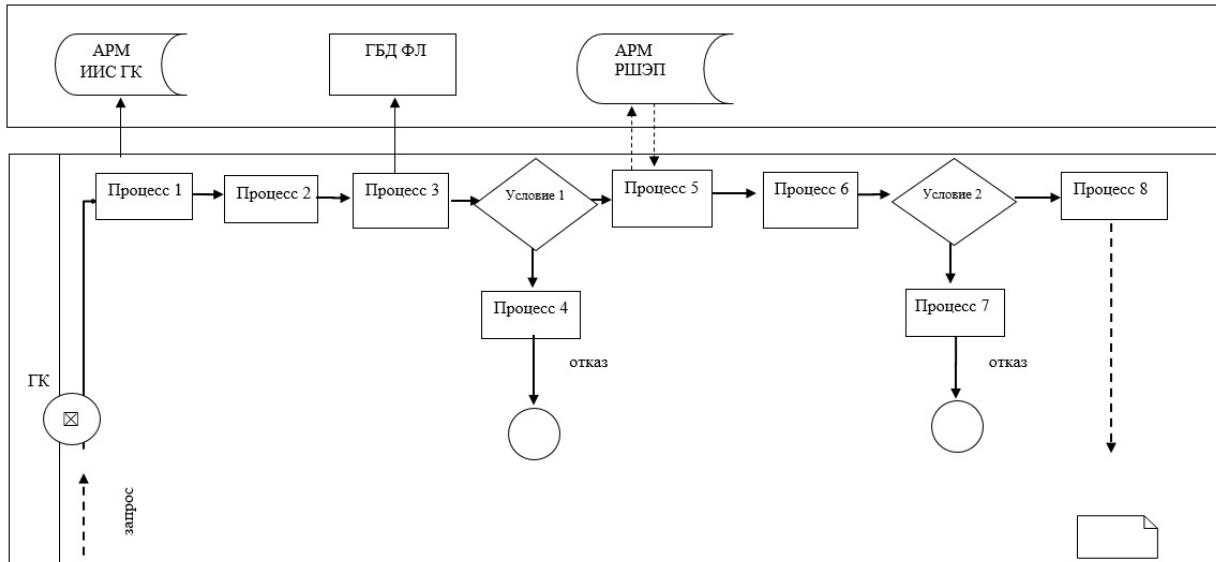 АРМ
ИИС ГК
ГБД ФЛ
АРМ
РШЭП
Процесс 1
Процесс 2
Процесс 3
Условие 1
Процесс 5
Процесс 6
Условие 2
Процесс 8
Процесс 4
Процесс 7
отказ
отказ
ГК
запрос